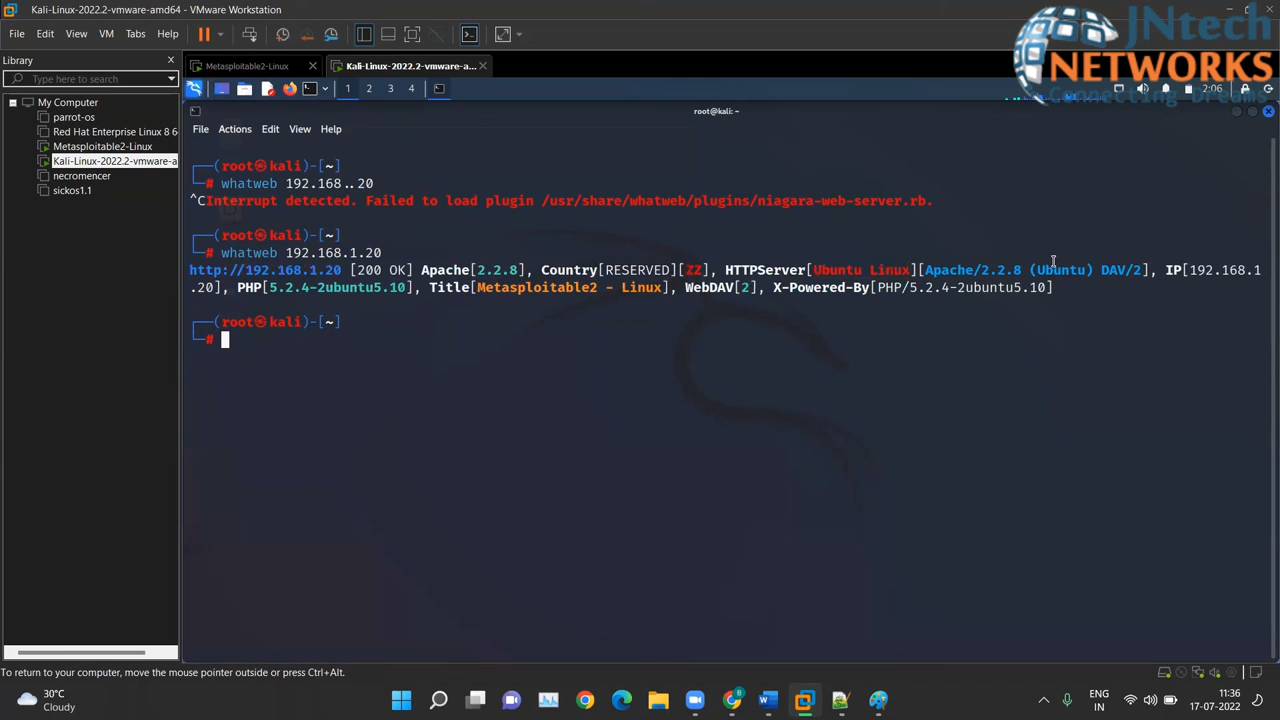 Kali-Linux-2022.2-vmware-amd64 - VMware Workstation
File Edit View VM Tabs Help
JNtech
NETWORKS
Connecting Dreams
Library
Type here to search
My Computer
parrot-os
Red Hat Enterprise Linux 8 6
Metasploitable2-Linux
Kali-Linux-2022.2-vmware-a
necromencer
sickos1.1
Metasploitable2-Linux
Kali-Linux-2022.2-vmware-a...
1 2 3 4
2:06
root@kali: ~
File Actions Edit View Help
┌──(root㉿kali)-[~]
└─# whatweb 192.168..20
^CInterrupt detected. Failed to load plugin /usr/share/whatweb/plugins/niagara-web-server.rb.
┌──(root㉿kali)-[~]
└─# whatweb 192.168.1.20
http://192.168.1.20 [200 OK] Apache[2.2.8], Country[RESERVED][ZZ], HTTPServer[Ubuntu Linux][Apache/2.2.8 (Ubuntu) DAV/2], IP[192.168.1
.20], PHP[5.2.4-2ubuntu5.10], Title[Metasploitable2 - Linux], WebDAV[2], X-Powered-By[PHP/5.2.4-2ubuntu5.10]
┌──(root㉿kali)-[~]
└─#
To return to your computer, move the mouse pointer outside or press Ctrl+Alt.
30°C
Cloudy
ENG
IN
11:36
17-07-2022